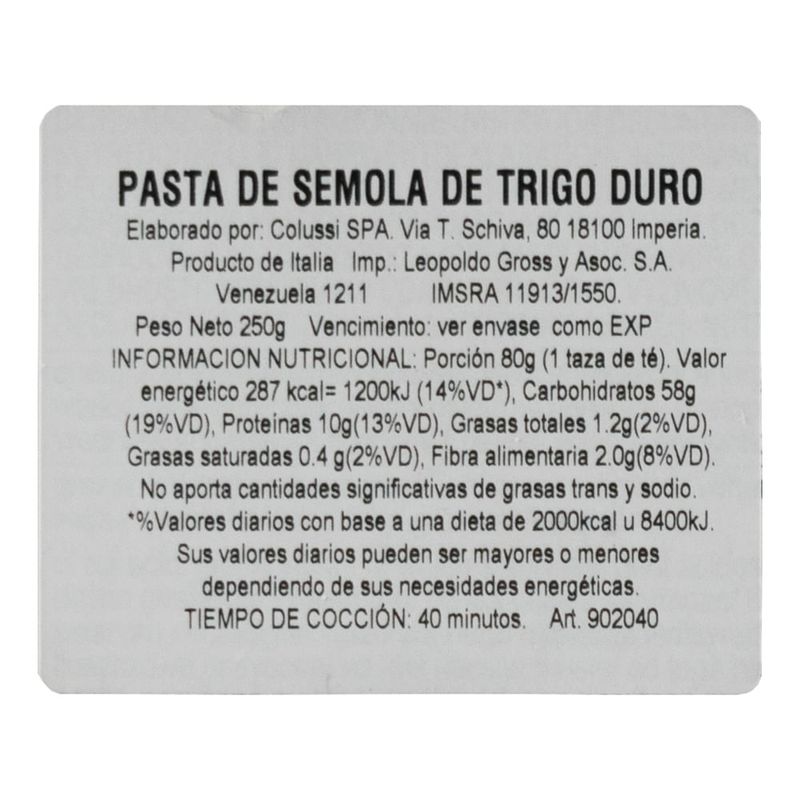 PASTA DE SEMOLA DE TRIGO DURO
Elaborado por: Colussi SPA. Via T. Schiva, 80 18100 Imperia.
Producto de Italia Imp.: Leopoldo Gross y Asoc. S.A.
Venezuela 1211 IMSRA 11913/1550.
Peso Neto 250g Vencimiento: ver envase como EXP
INFORMACION NUTRICIONAL: Porción 80g (1 taza de té). Valor
energético 287 kcal= 1200kJ (14%VD*), Carbohidratos 58g
(19%VD), Proteinas 10g(13%VD), Grasas totales 1.2g(2%VD),
Grasas saturadas 0.4 g(2%VD), Fibra alimentaria 2.0g(8%VD).
No aporta cantidades significativas de grasas trans y sodio.
*%Valores diarios con base a una dieta de 2000kcal u 8400kJ.
Sus valores diarios pueden ser mayores o menores
dependiendo de sus necesidades energéticas.
TIEMPO DE COCCIÓN: 40 minutos. Art. 902040